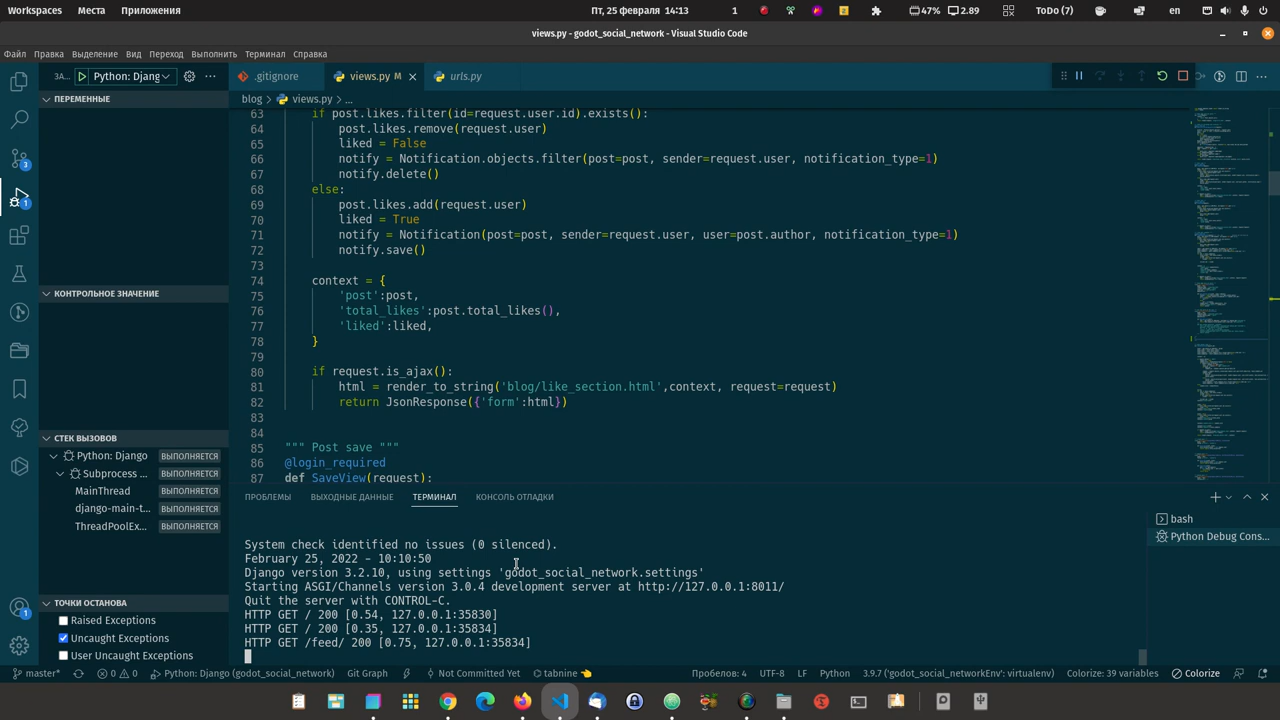 Workspaces Места Приложения Пт, 25 февраля 14:13 1 47% 2.89 ToDo (7) en
views.py - godot_social_network - Visual Studio Code
Файл Правка Выделение Вид Переход Выполнить Терминал Справка
ЗА... Python: Djang ... .gitignore views.py M urls.py
ПЕРЕМЕННЫЕ
blog > views.py > ...
63 if post.likes.filter(id=request.user.id).exists():
64 post.likes.remove(request.user)
65 liked = False
66 notify = Notification.objects.filter(post=post, sender=request.user, notification_type=1)
67 notify.delete()
68 else:
69 post.likes.add(request.user)
70 liked = True
71 notify = Notification(post=post, sender=request.user, user=post.author, notification_type=1)
72 notify.save()
73
74 context = {
75 'post':post,
76 'total_likes':post.total_likes(),
77 'liked':liked,
78 }
79
80 if request.is_ajax():
81 html = render_to_string('blog/like_section.html',context, request=request)
82 return JsonResponse({'form':html})
83
84
85 """ Post save """
86 @login_required
87 def SaveView(request):
3
1
КОНТРОЛЬНОЕ ЗНАЧЕНИЕ
СТЕК ВЫЗОВОВ
Python: Django ВЫПОЛНЯЕТСЯ
Subprocess ... ВЫПОЛНЯЕТСЯ
MainThread ВЫПОЛНЯЕТСЯ
django-main-t... ВЫПОЛНЯЕТСЯ
ThreadPoolEx... ВЫПОЛНЯЕТСЯ
ТОЧКИ ОСТАНОВА
Raised Exceptions
Uncaught Exceptions
User Uncaught Exceptions
1
ПРОБЛЕМЫ ВЫХОДНЫЕ ДАННЫЕ ТЕРМИНАЛ КОНСОЛЬ ОТЛАДКИ
bash
Python Debug Cons...
System check identified no issues (0 silenced).
February 25, 2022 - 10:10:50
Django version 3.2.10, using settings 'godot_social_network.settings'
Starting ASGI/Channels version 3.0.4 development server at http://127.0.0.1:8011/
Quit the server with CONTROL-C.
HTTP GET / 200 [0.54, 127.0.0.1:35830]
HTTP GET / 200 [0.35, 127.0.0.1:35834]
HTTP GET /feed/ 200 [0.75, 127.0.0.1:35834]
master* 0 0 Python: Django (godot_social_network) Git Graph Not Committed Yet tabnine Пробелов: 4 UTF-8 LF Python 3.9.7 ('godot_social_networkEnv': virtualenv) Colorize: 39 variables Colorize